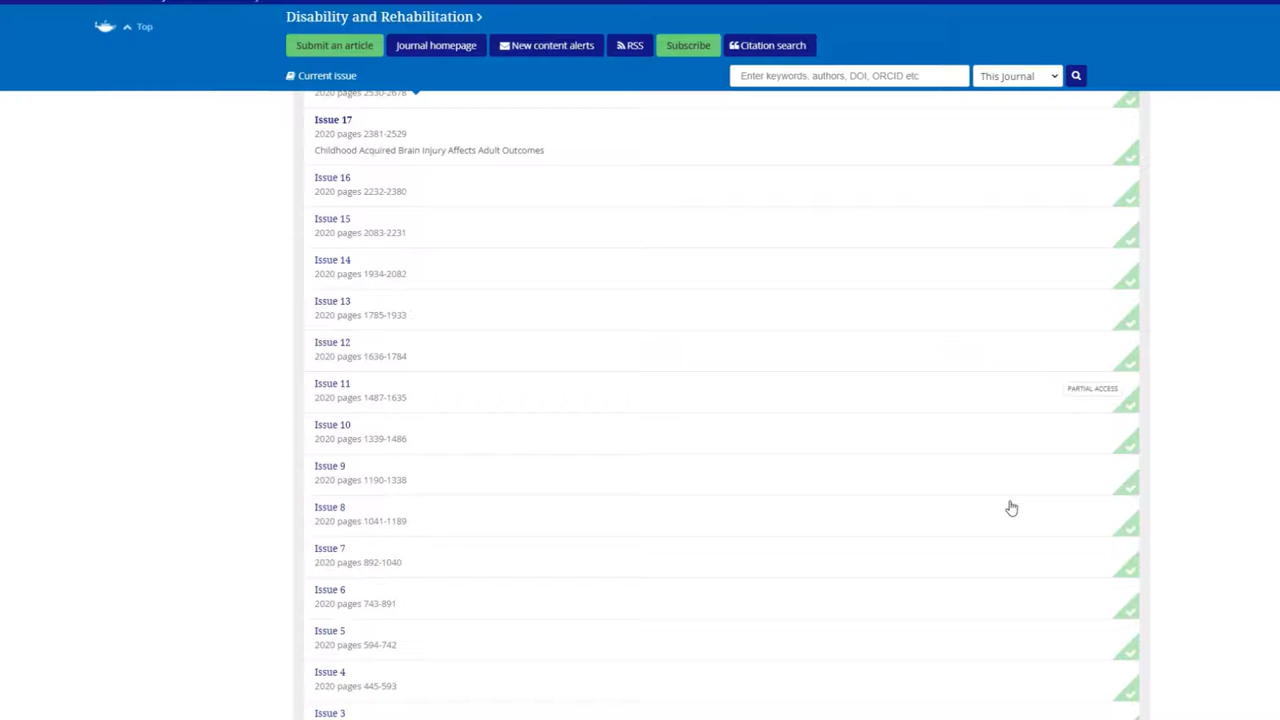 Top
Disability and Rehabilitation
Submit an article
Journal homepage
New content alerts
RSS
Subscribe
Citation search
Current issue
Enter keywords, authors, DOI, ORCID etc
This Journal
2020 pages 2530-2678
Issue 17
2020 pages 2381-2529
Childhood Acquired Brain Injury Affects Adult Outcomes
Issue 16
2020 pages 2232-2380
Issue 15
2020 pages 2083-2231
Issue 14
2020 pages 1934-2082
Issue 13
2020 pages 1785-1933
Issue 12
2020 pages 1636-1784
Issue 11
PARTIAL ACCESS
2020 pages 1487-1635
Issue 10
2020 pages 1339-1486
Issue 9
2020 pages 1190-1338
Issue 8
2020 pages 1041-1189
Issue 7
2020 pages 892-1040
Issue 6
2020 pages 743-891
Issue 5
2020 pages 594-742
Issue 4
2020 pages 445-593
Issue 3